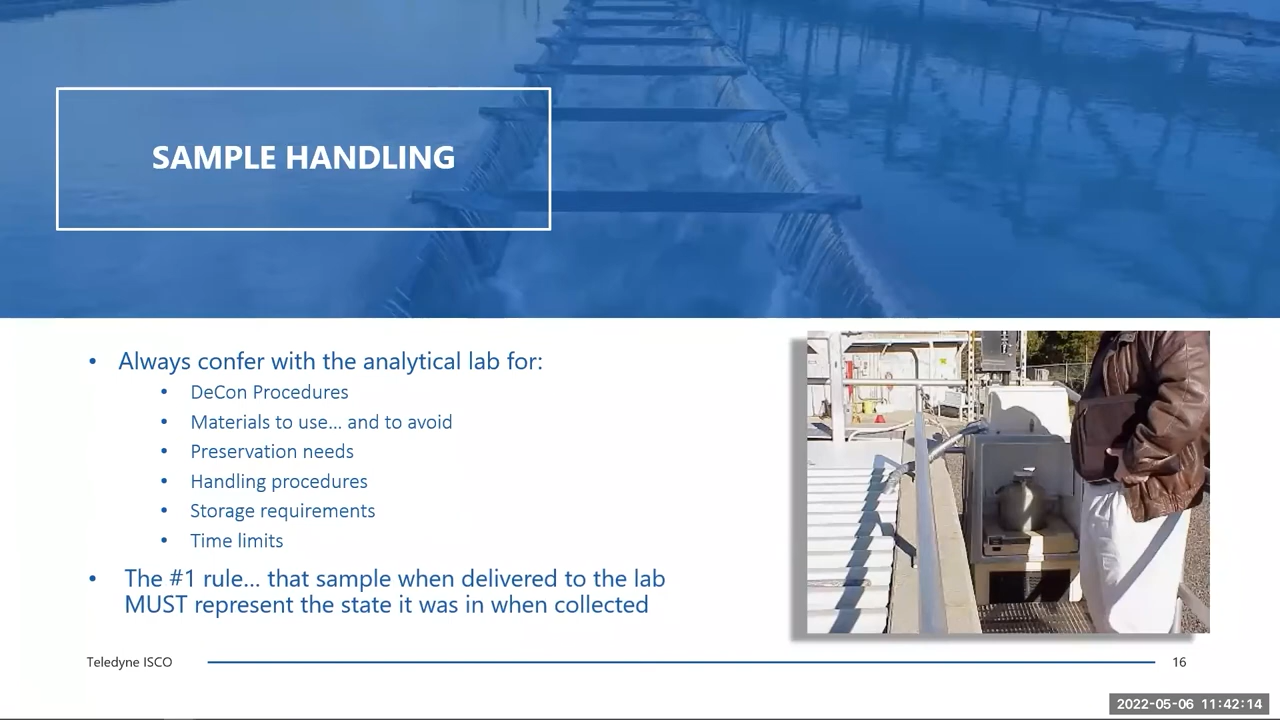 SAMPLE HANDLING
• Always confer with the analytical lab for:
• DeCon Procedures
• Materials to use... and to avoid
• Preservation needs
• Handling procedures
• Storage requirements
• Time limits
• The #1 rule... that sample when delivered to the lab
MUST represent the state it was in when collected
Teledyne ISCO
16
2022-05-06 11:42:14